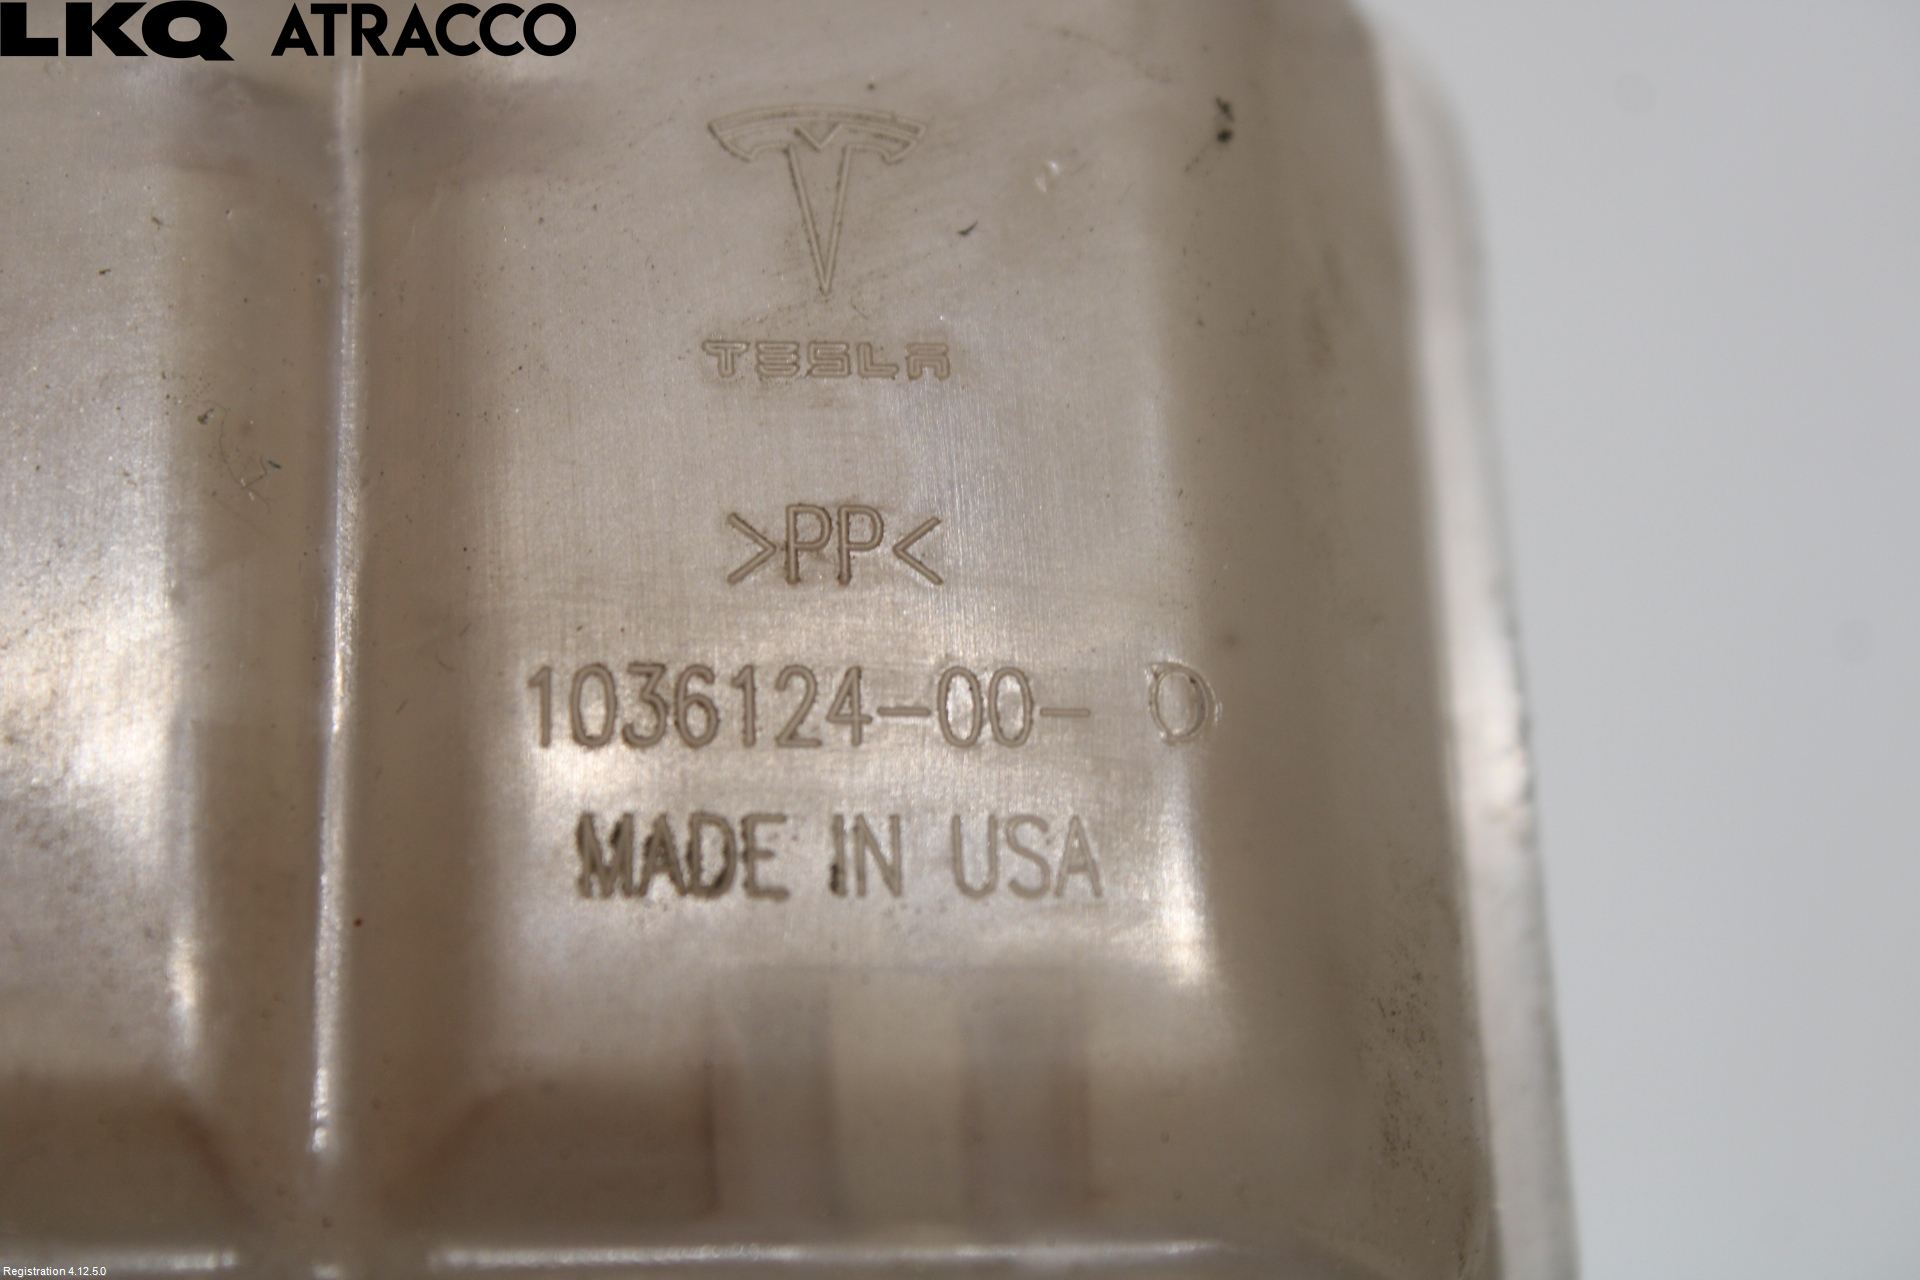 LKQ ATRACCO
TESLA
>PP<
1036124-00- D
MADE IN USA
Registration 4.12.5.0